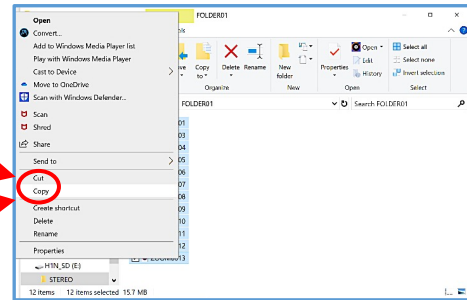 FOLDER01
Open
Convert...
Add to Windows Media Player list
Play with Windows Media Player
Cast to Device
Move to OneDrive
Scan with Windows Defender...
Scan
Shred
Share
Send to
Cut
Copy
Create shortcut
Delete
Rename
Properties
Copy to
Delete
Rename
New folder
Properties
Open
Edit
History
Select all
Select none
Invert selection
Organize
New
Open
Select
FOLDER01
Search FOLDER01
01
03
04
05
06
07
08
09
10
11
12
H1N_SD (E:)
STEREO
12 items
12 items selected 15.7 MB